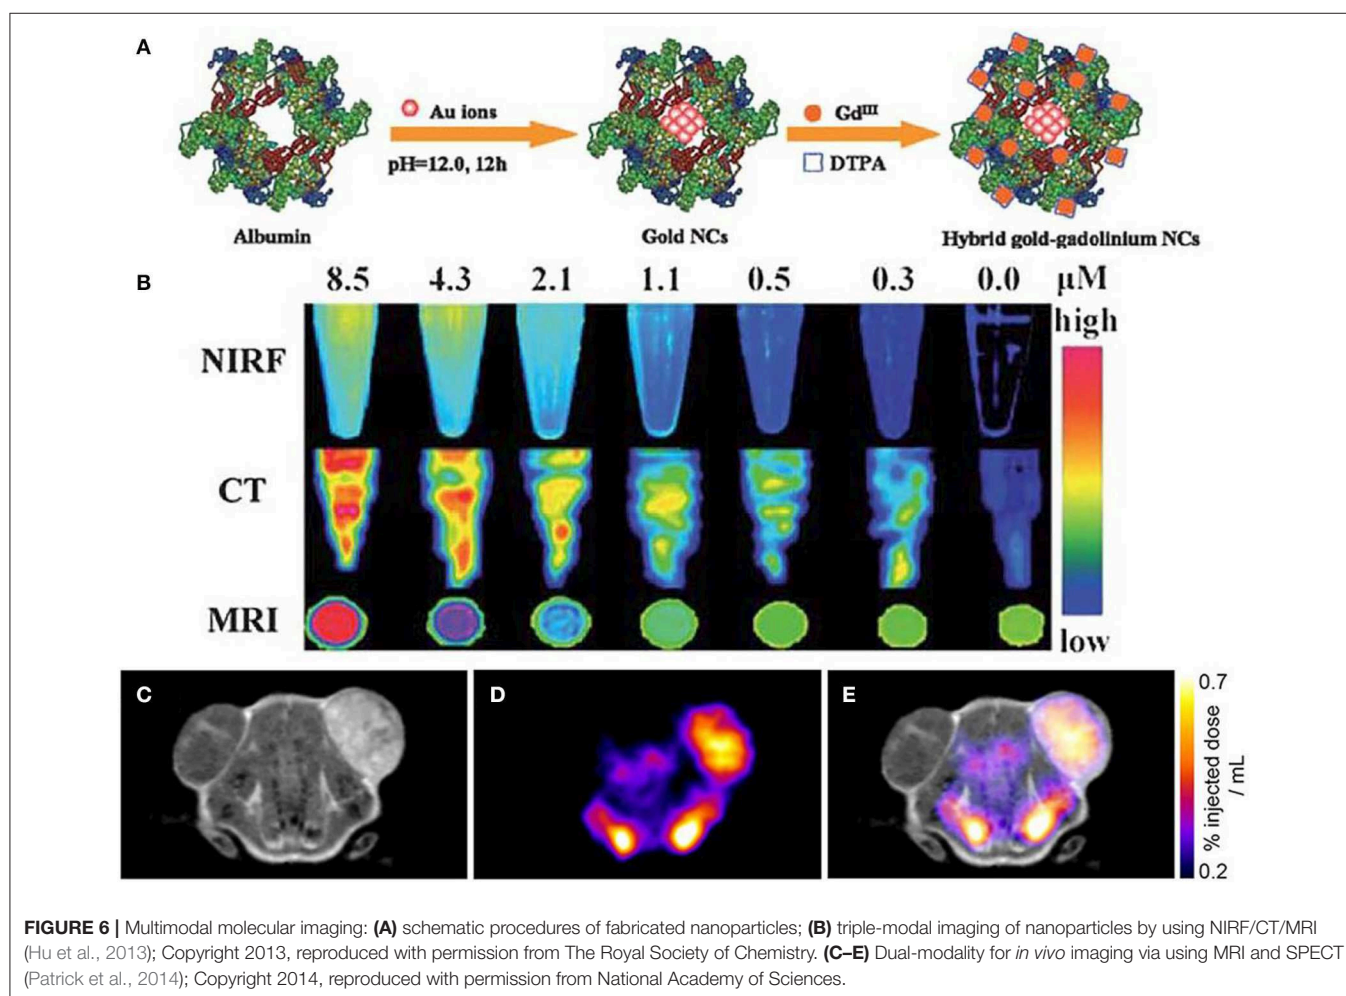 A
Au ions
pH=12.0, 12h
Gd^III
DTPA
Albumin
Gold NCs
Hybrid gold-gadolinium NCs
B
8.5 4.3 2.1 1.1 0.5 0.3 0.0 μM
high
NIRF
CT
MRI
low
C
D
E
0.7
% injected dose
/ mL
0.2
FIGURE 6 | Multimodal molecular imaging: (A) schematic procedures of fabricated nanoparticles; (B) triple-modal imaging of nanoparticles by using NIRF/CT/MRI
(Hu et al., 2013); Copyright 2013, reproduced with permission from The Royal Society of Chemistry. (C–E) Dual-modality for in vivo imaging via using MRI and SPECT
(Patrick et al., 2014); Copyright 2014, reproduced with permission from National Academy of Sciences.